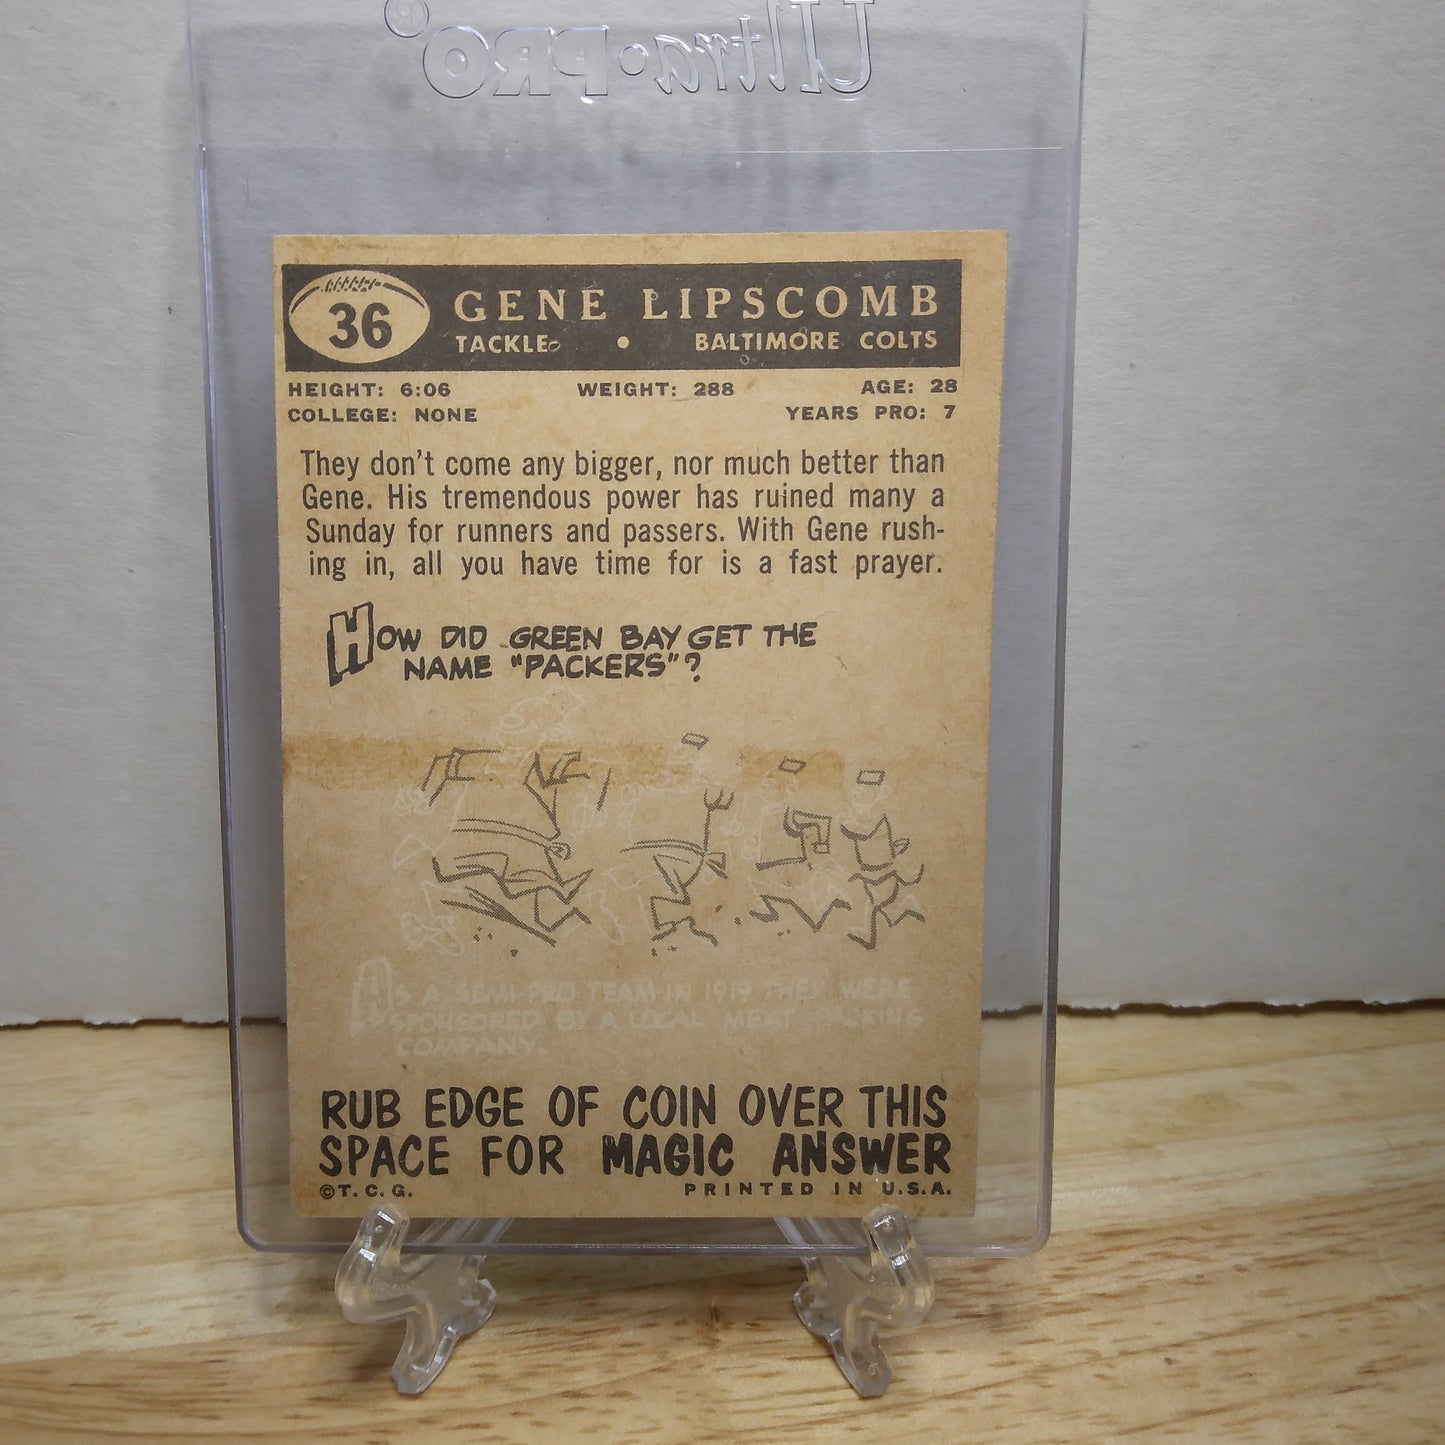 Ultra•PRO®
36
GENE LIPSCOMB
TACKLE • BALTIMORE COLTS
HEIGHT: 6:06 WEIGHT: 288 AGE: 28
COLLEGE: NONE YEARS PRO: 7
They don't come any bigger, nor much better than
Gene. His tremendous power has ruined many a
Sunday for runners and passers. With Gene rush-
ing in, all you have time for is a fast prayer.
HOW DID GREEN BAY GET THE
NAME "PACKERS"?
AS A SEMI-PRO TEAM IN 1919 THEY WERE
SPONSORED BY A LOCAL MEAT PACKING
COMPANY.
RUB EDGE OF COIN OVER THIS
SPACE FOR MAGIC ANSWER
©T. C. G. PRINTED IN U.S.A.